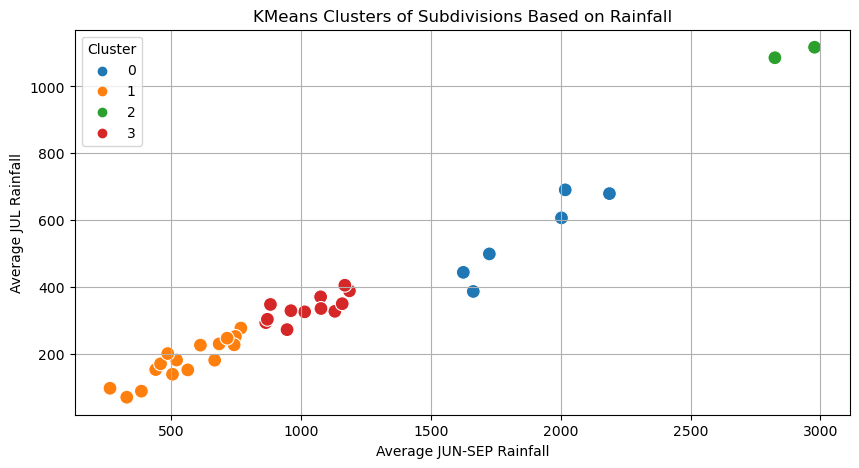 KMeans Clusters of Subdivisions Based on Rainfall
Cluster
0
1
2
3
1000
800
600
400
200
Average JUL Rainfall
500 1000 1500 2000 2500 3000
Average JUN-SEP Rainfall